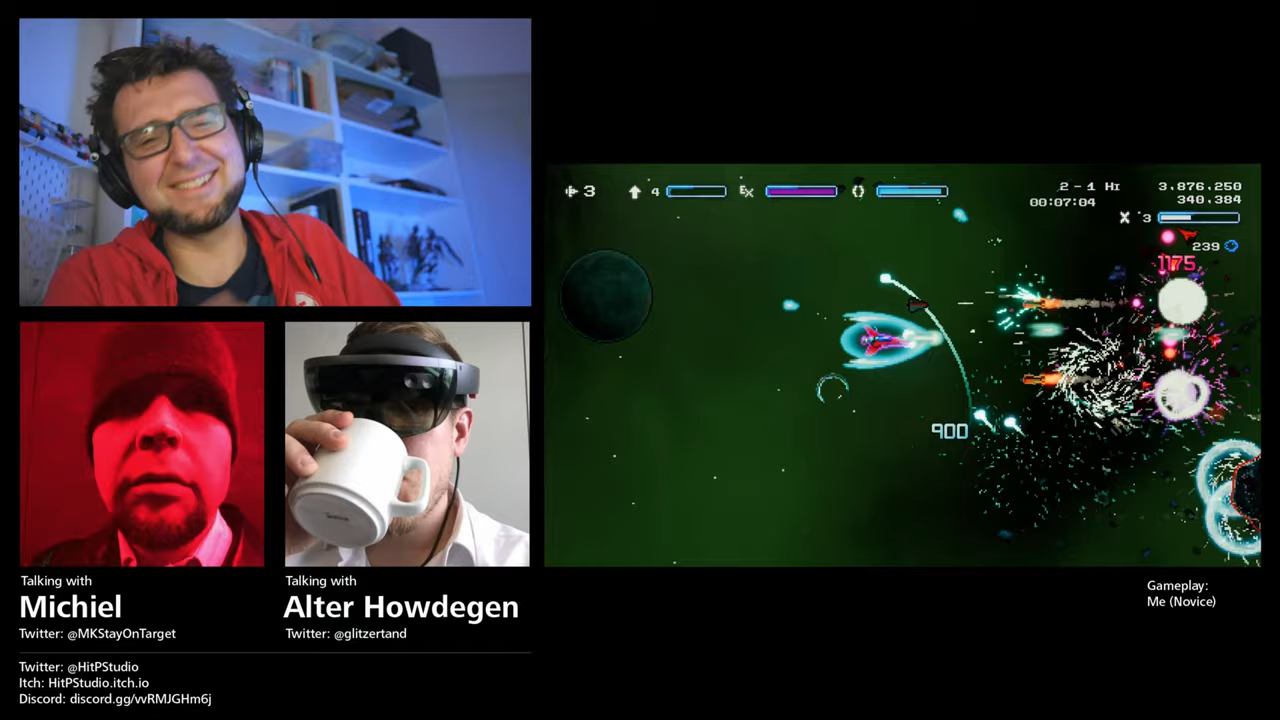 3
4
Ex
2-1 HI 3.876.250
00:07:04 340.384
X 3
239
1175
900
Talking with
Michiel
Twitter: @MKStayOnTarget
Talking with
Alter Howdegen
Twitter: @glitzertand
Gameplay:
Me (Novice)
Twitter: @HitPStudio
Itch: HitPStudio.itch.io
Discord: discord.gg/vvRMJGHm6j